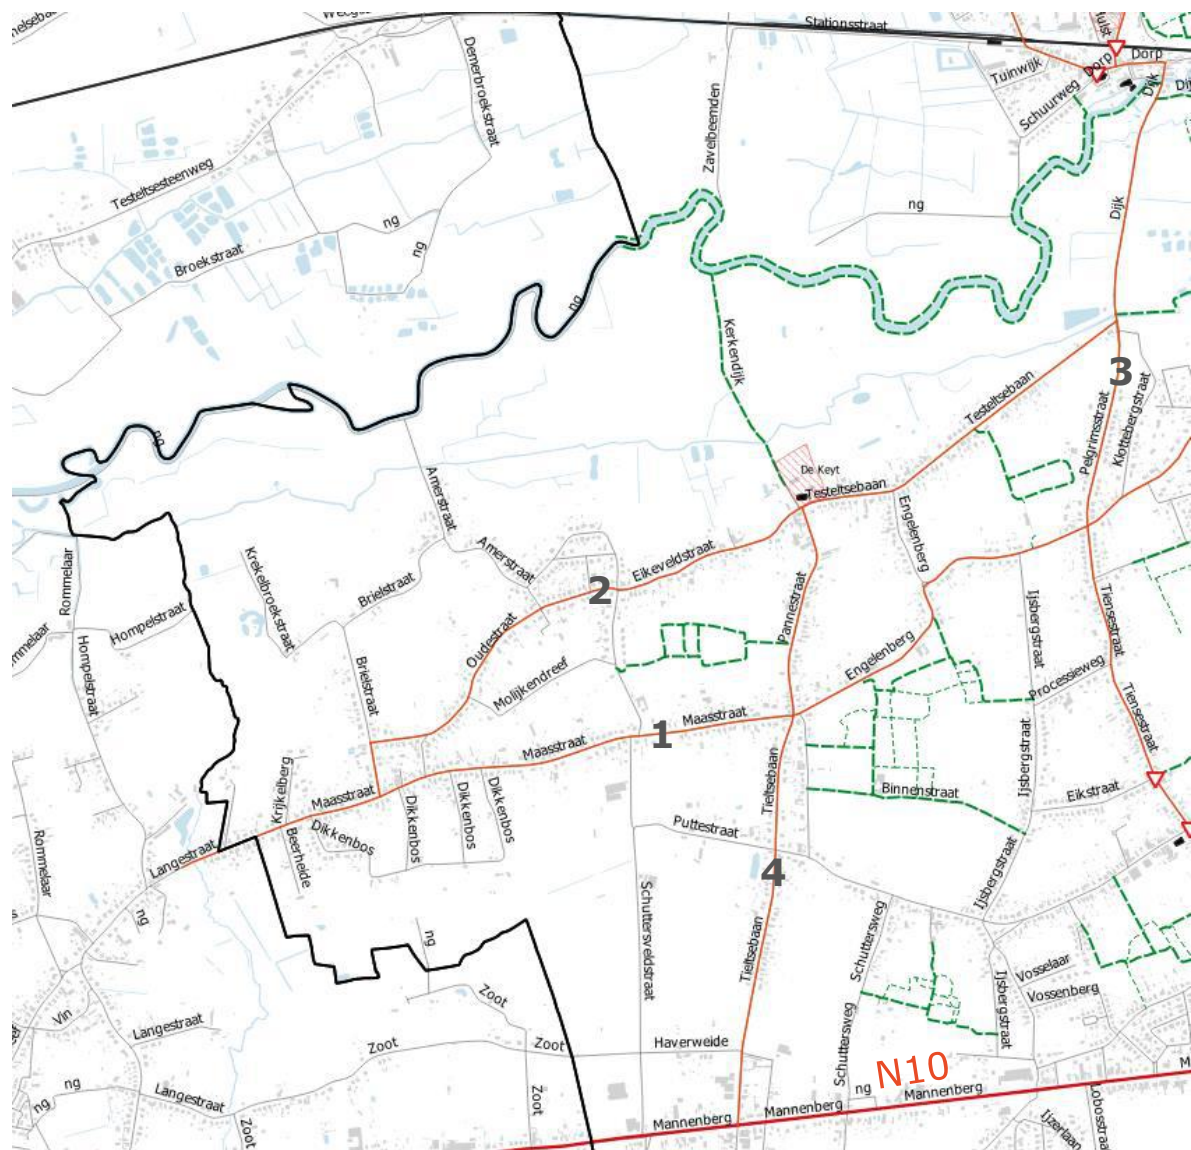 Stationsstraat
Hulst
Dorp
Dorp
Tuinwijk
Schuurweg
Dijk
Demerbroekstraat
Zavelbeemden
Testeltsesteenweg
ng
Dijk
ng
ng
Broekstraat
ng
Kerkendijk
3
Testeltsebaan
Klottebergstraat
Pelgrimsstraat
ng
De Keyt
Testeltsebaan
Amerstraat
Engelenberg
Amerstraat
Eikeveldstraat
Krekelbroekstraat
Rommelaar
Brielstraat
2
Pannestraat
Ijsbergstraat
Tiensestraat
Hompelstraat
Oudestraat
Engelenberg
Hompelstraat
Brielstraat
Molijkendreef
Processieweg
Tiensestraat
Maasstraat
1
Maasstraat
Ijsbergstraat
Tieltsebaan
Binnenstraat
Eikstraat
Krijkelberg
Maasstraat
Dikkenbos
Dikkenbos
Dikkenbos
Puttestraat
Dikkenbos
Langestraat
Beerheide
Rommelaar
4
Ijsbergstraat
ng
Schuttersveldstraat
Schuttersweg
ng
Tieltsebaan
Vosselaar
Zoot
Vossenberg
Ijsbergstraat
Vin
Langestraat
Zoot
Zoot
Haverweide
Schuttersweg
N10
ng
ng
Langestraat
Zoot
ng
Mannenberg
Mannenberg
Mannenberg
Zoot
Ijzerlaan